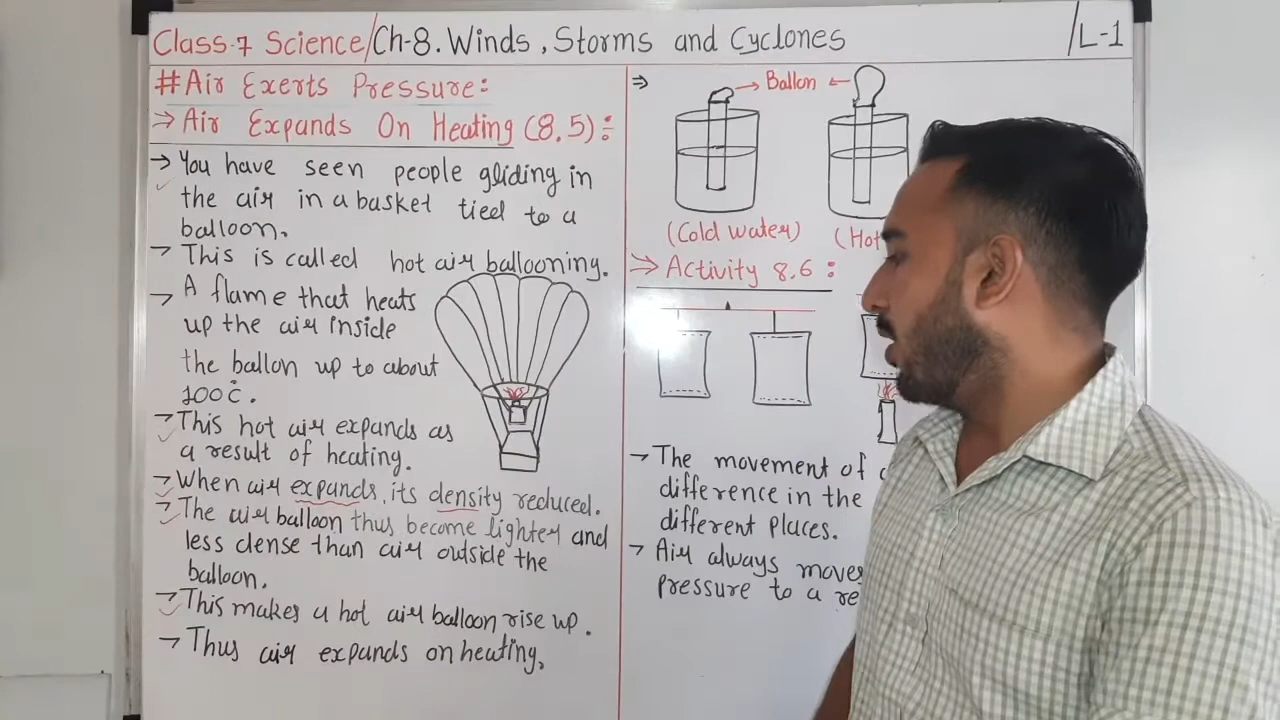 Class-7 Science/Ch-8. Winds, Storms and Cyclones /L-1
#Air Exerts Pressure:
⇒ Air Expands On Heating (8.5):
→ You have seen people gliding in
the air in a basket tied to a
balloon.
→ This is called hot air ballooning.
→ A flame that heats
up the air inside
the ballon up to about
100°C.
→ This hot air expands as
a result of heating.
→ When air expands, its density reduced.
→ The air balloon thus become lighter and
less dense than air outside the
balloon.
→ This makes a hot air balloon rise up.
→ Thus air expands on heating.
⇒ → Ballon ←
(Cold water) (Hot
⇒ Activity 8.6:
→ The movement of
difference in the
different places.
→ Air always moves
pressure to a re